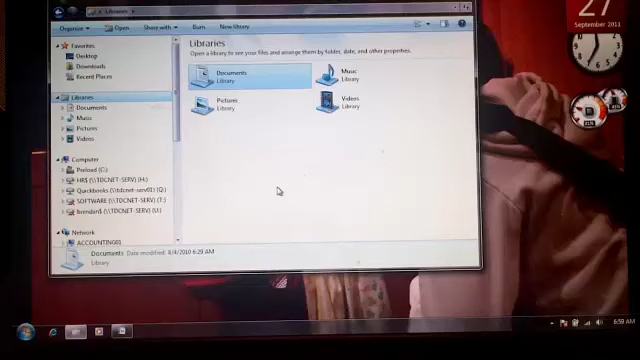 Libraries
27
September 2011
Organize Open Share with Burn New library
Favorites
Desktop
Downloads
Recent Places
Libraries
Documents
Music
Pictures
Videos
Computer
Preload (C:)
HR$ (\\TDCNET-SERV) (H:)
Quickbooks (\\tdcnet-serv01) (Q:)
SOFTWARE (\\TDCNET-SERV) (T:)
brendan$ (\\TDCNET-SERV) (U:)
Network
ACCOUNTING01
Libraries
Open a library to see your files and arrange them by folder, date, and other properties.
Documents
Library
Music
Library
Pictures
Library
Videos
Library
Documents Date modified: 8/4/2010 6:29 AM
Library
6:59 AM